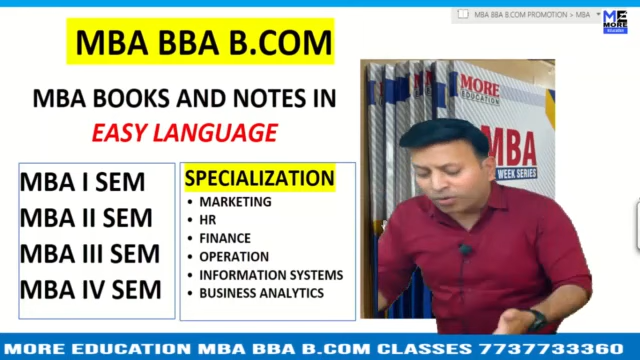 MBA BBA B.COM PROMOTION > MBA
MORE
EDUCATION
MBA BBA B.COM
MBA BOOKS AND NOTES IN
EASY LANGUAGE
MBA I SEM
MBA II SEM
MBA III SEM
MBA IV SEM
SPECIALIZATION
• MARKETING
• HR
• FINANCE
• OPERATION
• INFORMATION SYSTEMS
• BUSINESS ANALYTICS
MORE
EDUCATION
MBA
WEEK SERIES
MORE EDUCATION MBA BBA B.COM CLASSES 7737733360